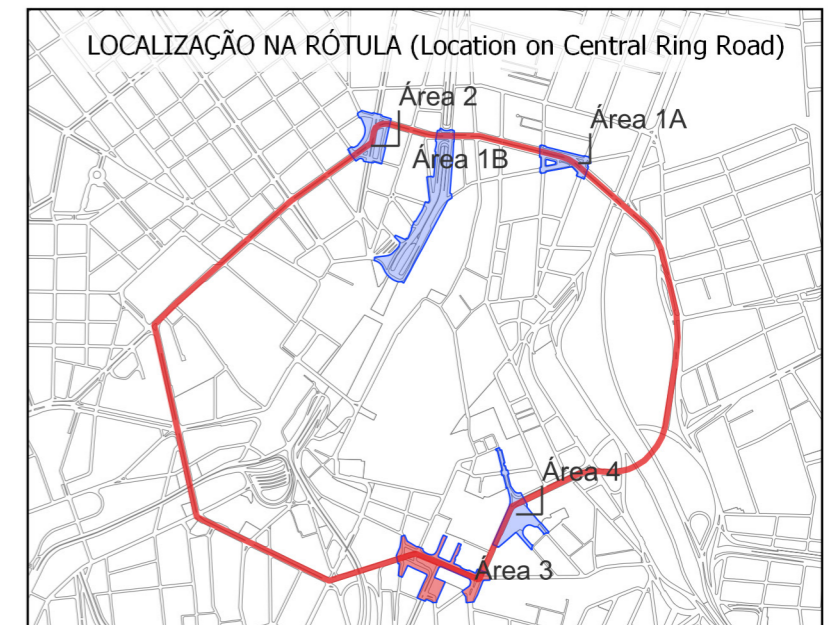 LOCALIZAÇÃO NA RÓTULA (Location on Central Ring Road)
Área 2
Área 1A
Área 1B
Área 4
Área 3